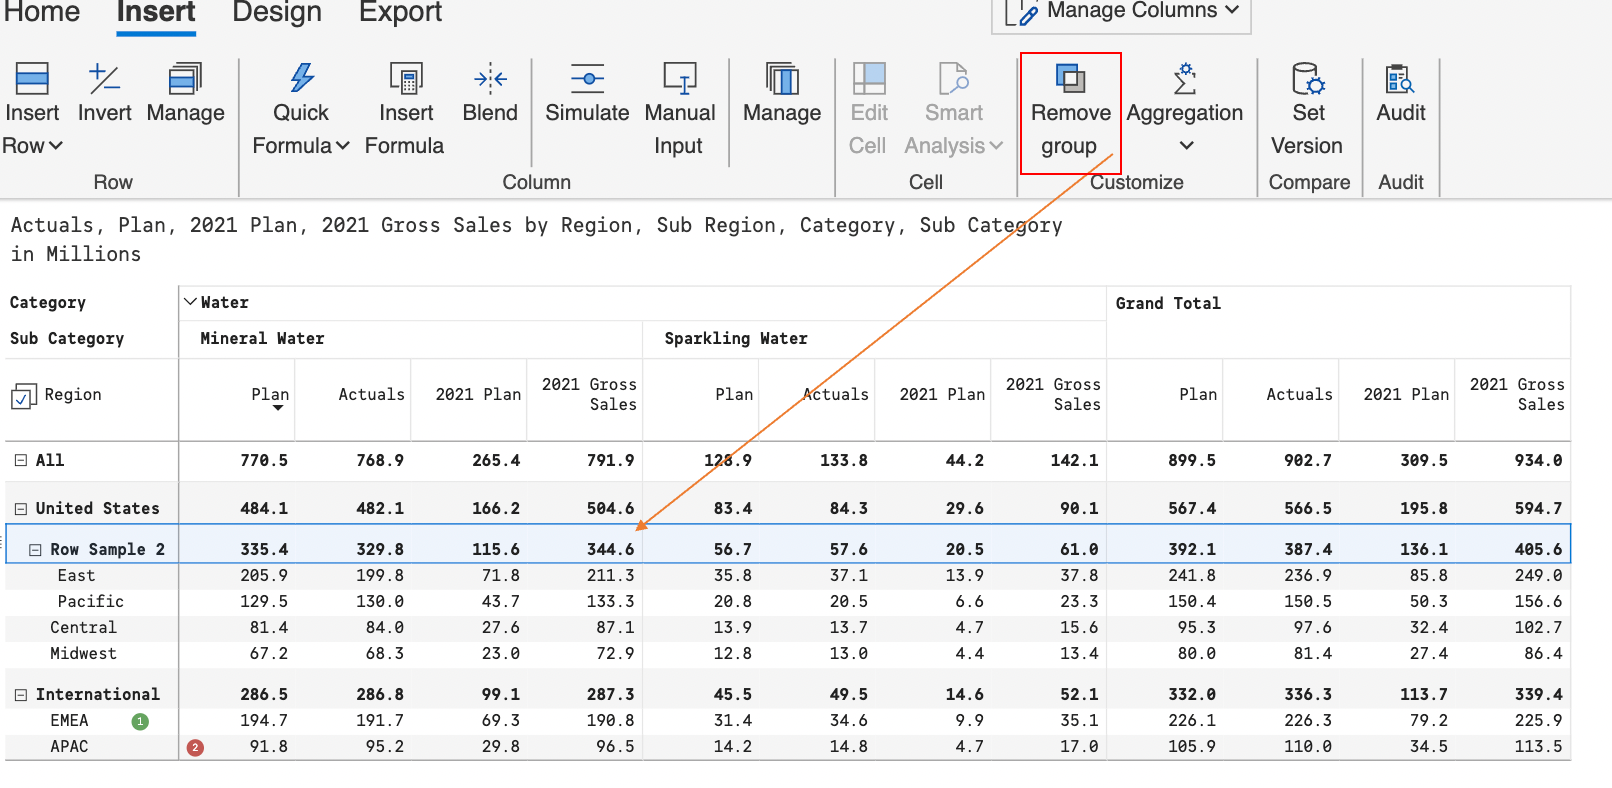 Home Insert Design Export Manage Columns
Insert Invert Manage Quick Insert Blend Simulate Manual Manage Edit Smart Remove Aggregation Set Audit
Row Formula Formula Input Cell Analysis group Version
Row Column Cell Customize Compare Audit
Actuals, Plan, 2021 Plan, 2021 Gross Sales by Region, Sub Region, Category, Sub Category
in Millions
Category Water Grand Total
Sub Category Mineral Water Sparkling Water
Region Plan Actuals 2021 Plan 2021 Gross Sales Plan Actuals 2021 Plan 2021 Gross Sales Plan Actuals 2021 Plan 2021 Gross Sales
All 770.5 768.9 265.4 791.9 128.9 133.8 44.2 142.1 899.5 902.7 309.5 934.0
United States 484.1 482.1 166.2 504.6 83.4 84.3 29.6 90.1 567.4 566.5 195.8 594.7
Row Sample 2 335.4 329.8 115.6 344.6 56.7 57.6 20.5 61.0 392.1 387.4 136.1 405.6
East 205.9 199.8 71.8 211.3 35.8 37.1 13.9 37.8 241.8 236.9 85.8 249.0
Pacific 129.5 130.0 43.7 133.3 20.8 20.5 6.6 23.3 150.4 150.5 50.3 156.6
Central 81.4 84.0 27.6 87.1 13.9 13.7 4.7 15.6 95.3 97.6 32.4 102.7
Midwest 67.2 68.3 23.0 72.9 12.8 13.0 4.4 13.4 80.0 81.4 27.4 86.4
International 286.5 286.8 99.1 287.3 45.5 49.5 14.6 52.1 332.0 336.3 113.7 339.4
EMEA 1 194.7 191.7 69.3 190.8 31.4 34.6 9.9 35.1 226.1 226.3 79.2 225.9
APAC 2 91.8 95.2 29.8 96.5 14.2 14.8 4.7 17.0 105.9 110.0 34.5 113.5